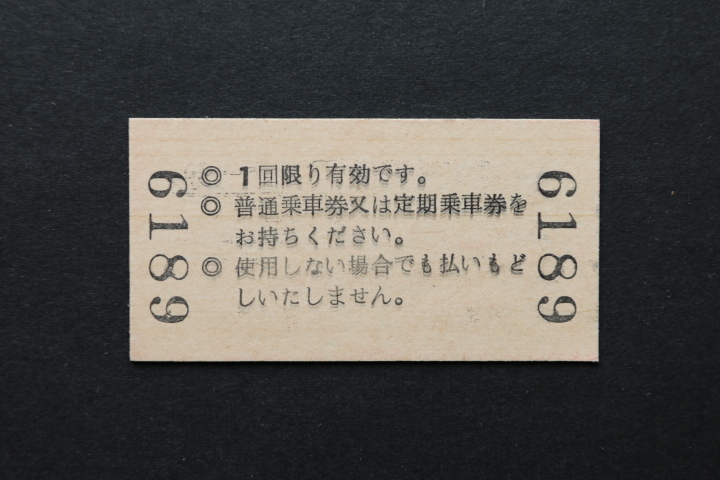 6189
◎ 1回限り有効です。
◎ 普通乗車券又は定期乗車券を
お持ちください。
◎ 使用しない場合でも払いもど
しいたしません。
6189